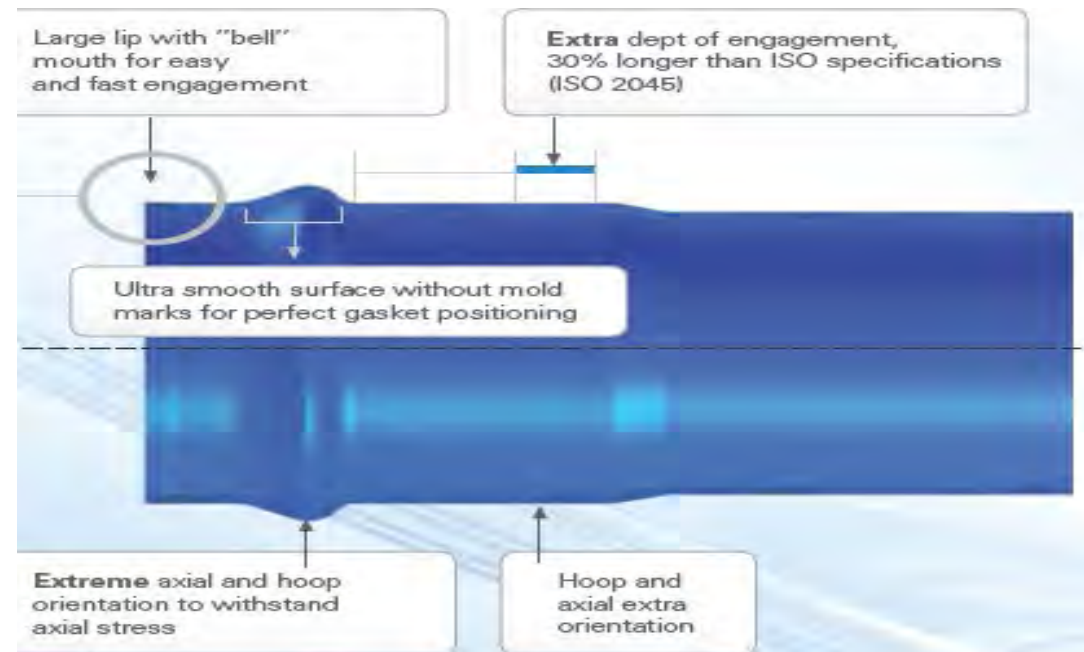 Large lip with "bell"
mouth for easy
and fast engagement
Extra dept of engagement,
30% longer than ISO specifications
(ISO 2045)
Ultra smooth surface without mold
marks for perfect gasket positioning
Extreme axial and hoop
orientation to withstand
axial stress
Hoop and
axial extra
orientation